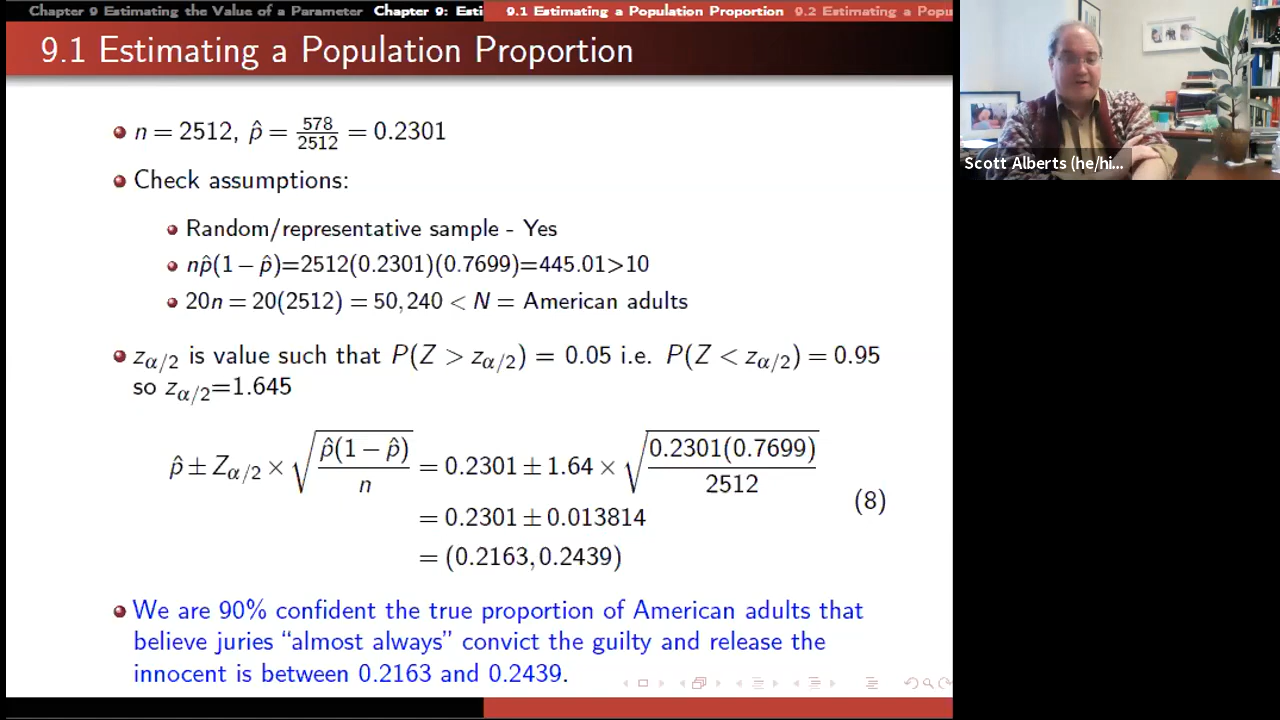 Chapter 9 Estimating the Value of a Parameter Chapter 9: Esti 9.1 Estimating a Population Proportion 9.2 Estimating a Popu
9.1 Estimating a Population Proportion
n = 2512, p̂ = 578/2512 = 0.2301
Check assumptions:
Random/representative sample - Yes
np̂(1 − p̂)=2512(0.2301)(0.7699)=445.01>10
20n = 20(2512) = 50, 240 < N = American adults
z_{α/2} is value such that P(Z > z_{α/2}) = 0.05 i.e. P(Z < z_{α/2}) = 0.95
so z_{α/2}=1.645
p̂ ± Z_{α/2} × √(p̂(1 − p̂)/n) = 0.2301 ± 1.64 × √(0.2301(0.7699)/2512)
= 0.2301 ± 0.013814
= (0.2163, 0.2439)
(8)
We are 90% confident the true proportion of American adults that
believe juries “almost always” convict the guilty and release the
innocent is between 0.2163 and 0.2439.
Scott Alberts (he/hi...